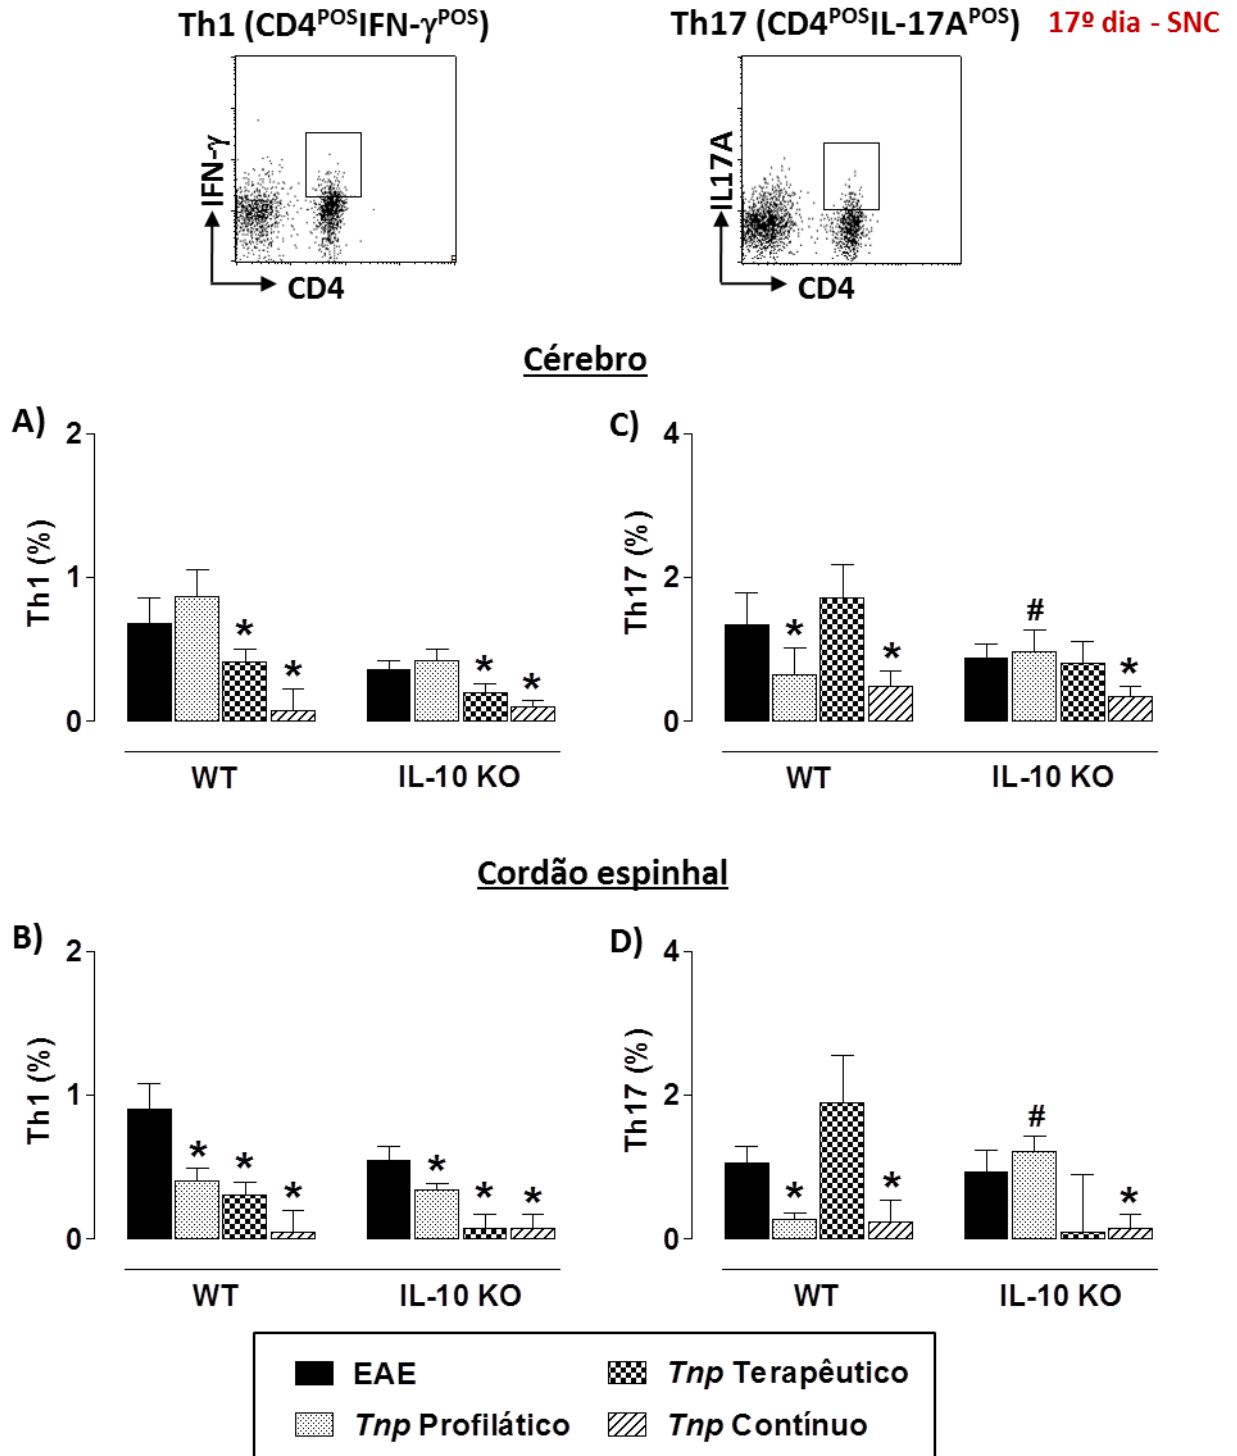 Th1 (CD4POSIFN-γPOS)
Th17 (CD4POSIL-17APOS)
17º dia - SNC
IFN-γ
CD4
IL17A
CD4
Cérebro
A)
2
1
0
Th1 (%)
*
*
*
*
WT
IL-10 KO
C)
4
2
0
Th17 (%)
*
*
#
*
WT
IL-10 KO
Cordão espinhal
B)
2
1
0
Th1 (%)
*
*
*
*
*
*
WT
IL-10 KO
D)
4
2
0
Th17 (%)
*
*
#
*
WT
IL-10 KO
EAE
Tnp Terapêutico
Tnp Profilático
Tnp Contínuo